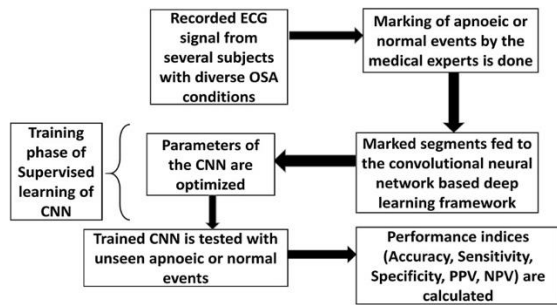 Recorded ECG
signal from
several subjects
with diverse OSA
conditions
Marking of apnoeic or
normal events by the
medical experts is done
Marked segments fed to
the convolutional neural
network based deep
learning framework
Parameters of
the CNN are
optimized
Training
phase of
Supervised
learning of
CNN
Trained CNN is tested with
unseen apnoeic or normal
events
Performance indices
(Accuracy, Sensitivity,
Specificity, PPV, NPV) are
calculated